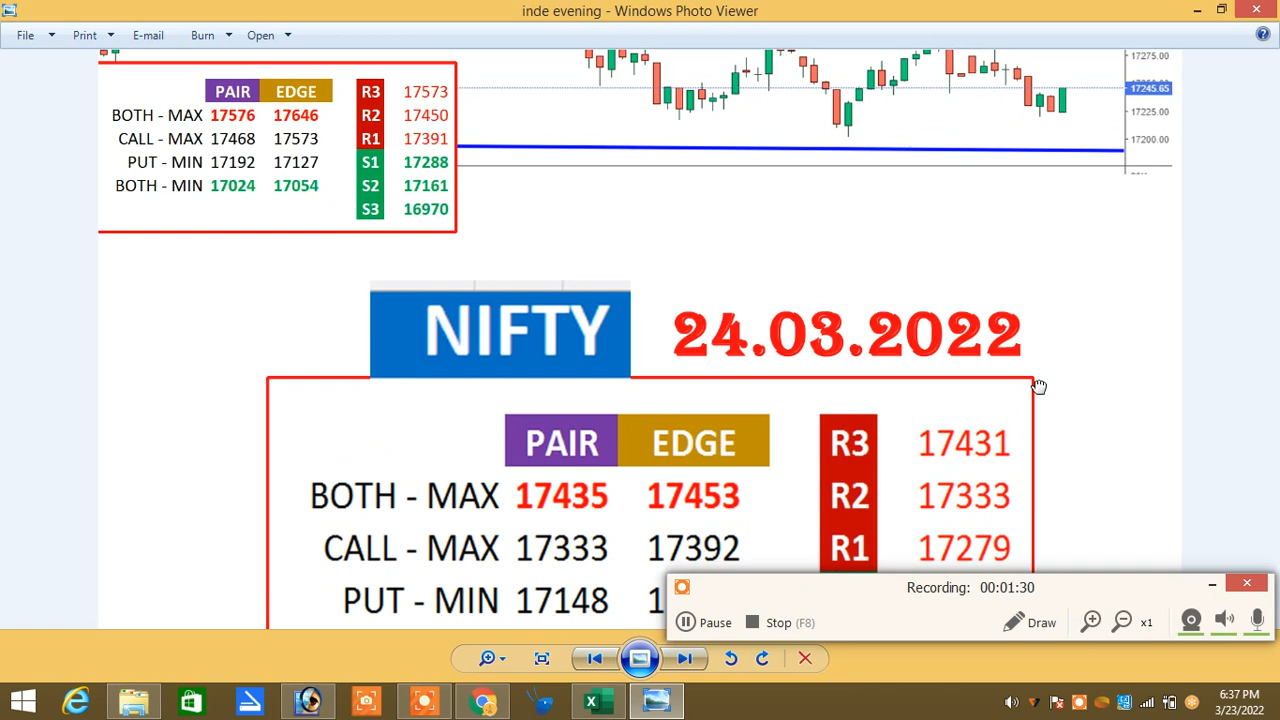 inde evening - Windows Photo Viewer
File Print E-mail Burn Open
17275.00
17245.65
17225.00
17200.00
PAIR EDGE R3 17573
BOTH - MAX 17576 17646 R2 17450
CALL - MAX 17468 17573 R1 17391
PUT - MIN 17192 17127 S1 17288
BOTH - MIN 17024 17054 S2 17161
S3 16970
NIFTY 24.03.2022
PAIR EDGE R3 17431
BOTH - MAX 17435 17453 R2 17333
CALL - MAX 17333 17392 R1 17279
PUT - MIN 17148
Recording: 00:01:30
Pause Stop (F8) Draw x1
6:37 PM
3/23/2022